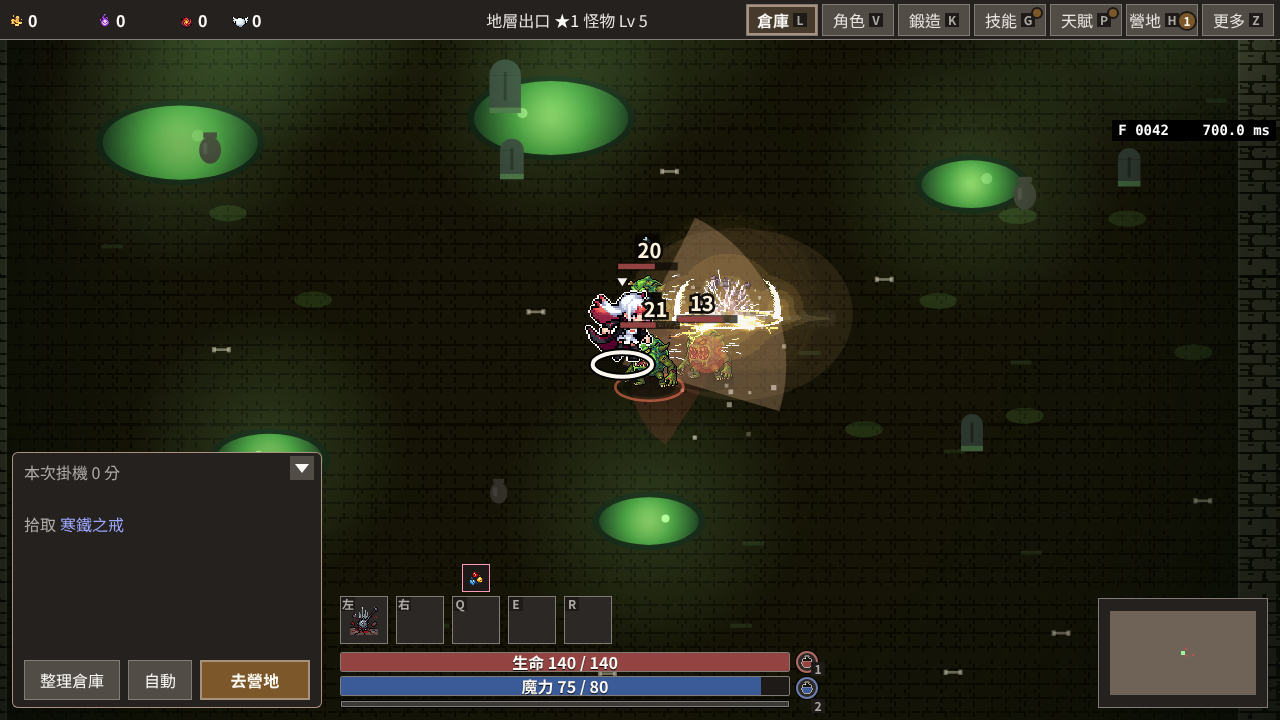 0 0 0 0
地層出口 ★1 怪物 Lv 5
倉庫 L 角色 V 鍛造 K 技能 G 天賦 P 營地 H 1 更多 Z
F 0042 700.0 ms
20
21 13
本次掛機 0 分
拾取 寒鐵之戒
整理倉庫 自動 去營地
左 右 Q E R
生命 140 / 140 1
魔力 75 / 80 2